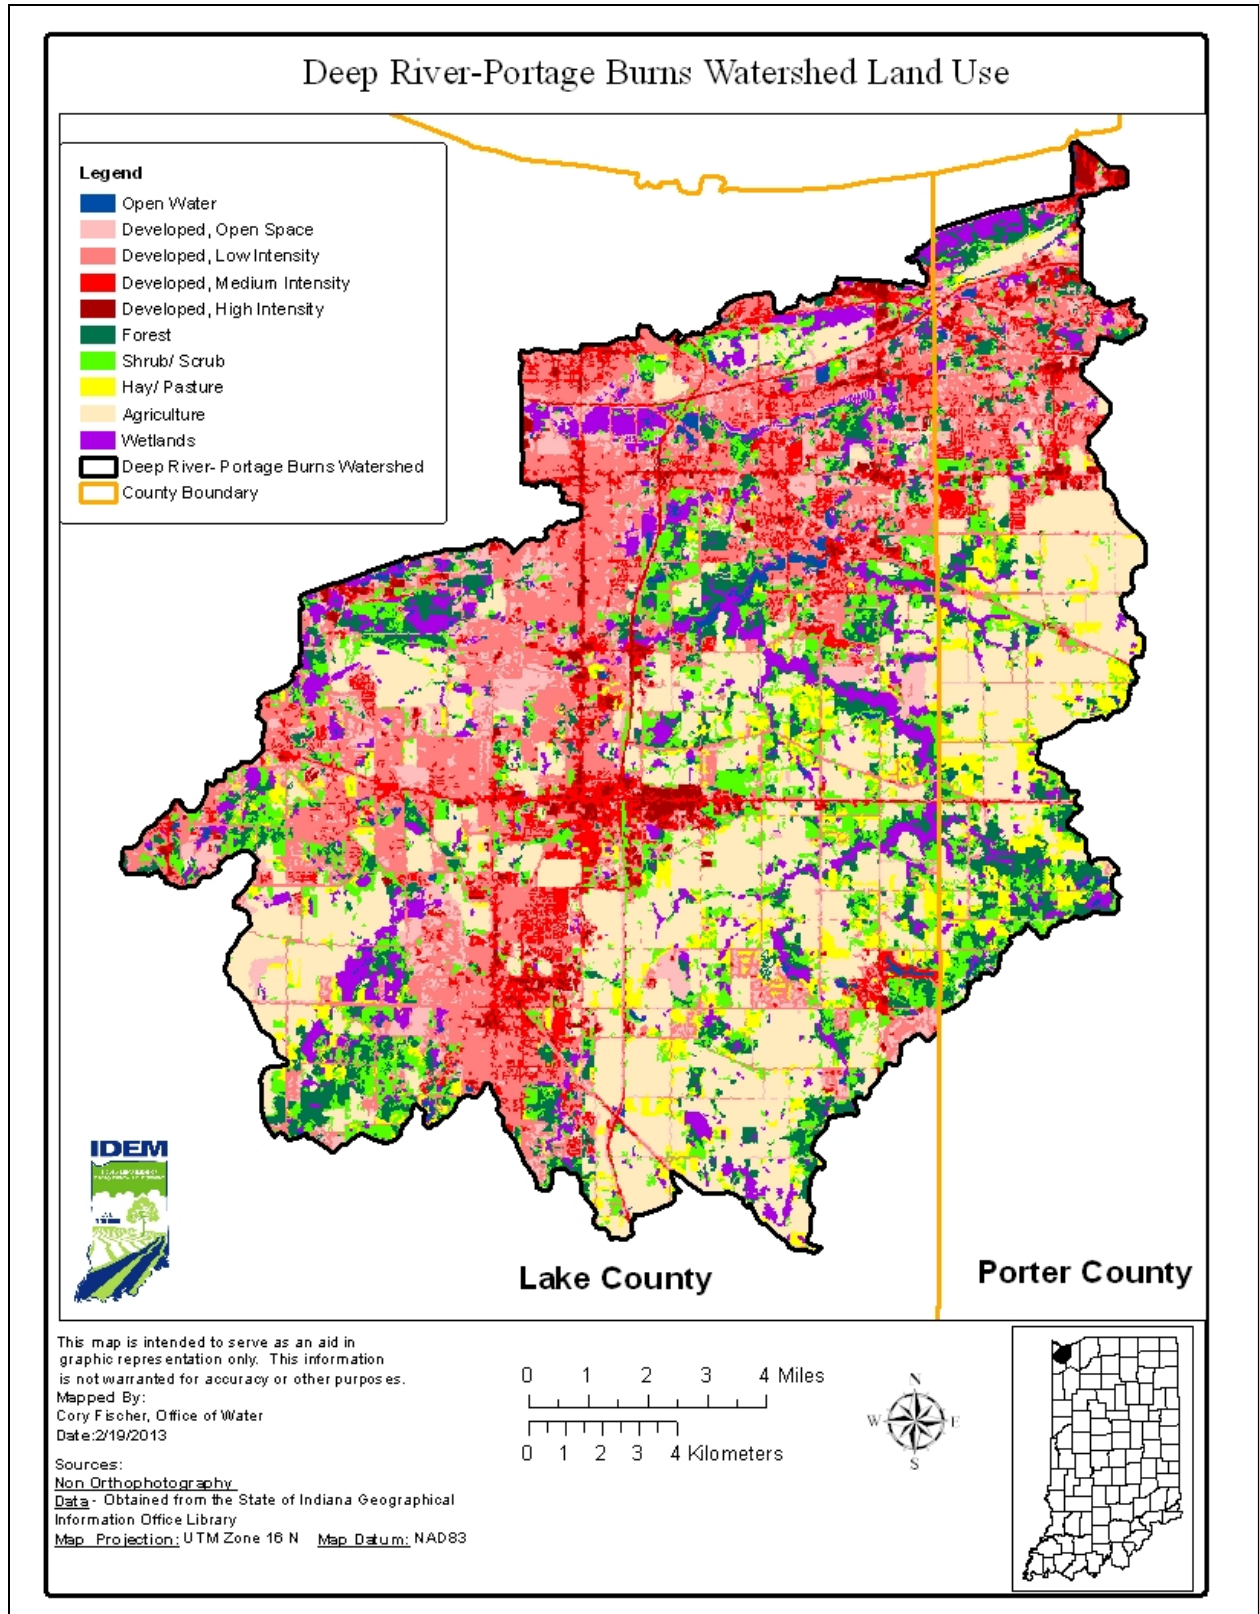 Deep River-Portage Burns Watershed Land Use
Legend
Open Water
Developed, Open Space
Developed, Low Intensity
Developed, Medium Intensity
Developed, High Intensity
Forest
Shrub/ Scrub
Hay/ Pasture
Agriculture
Wetlands
Deep River- Portage Burns Watershed
County Boundary
IDEM
Lake County
Porter County
This map is intended to serve as an aid in
graphic representation only. This information
is not warranted for accuracy or other purposes.
Mapped By:
Cory Fischer, Office of Water
Date:2/19/2013
Sources:
Non Orthophotography
Data - Obtained from the State of Indiana Geographical
Information Office Library
Map Projection: UTM Zone 16 N Map Datum: NAD83
0 1 2 3 4 Miles
0 1 2 3 4 Kilometers
N
W E
S